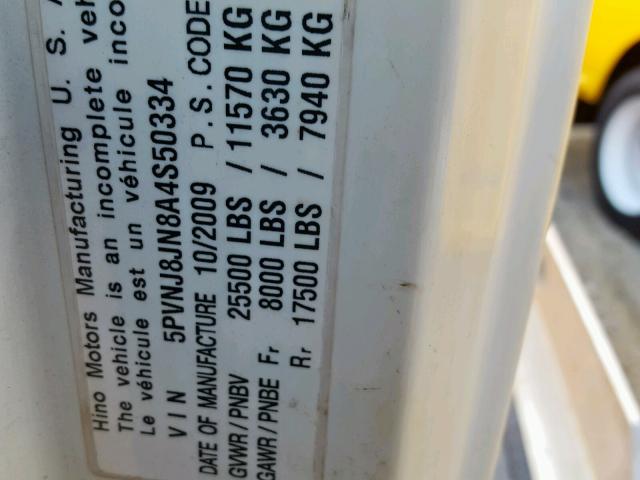 Hino Motors Manufacturing U. S. A
The vehicle is an incomplete veh
Le véhicule est un véhicule inco
VIN 5PVNJ8JN8A4S50334
DATE OF MANUFACTURE 10/2009 P.S. CODE
GVWR/PNBV 25500 LBS / 11570 KG
GAWR/PNBE Fr 8000 LBS / 3630 KG
Rr 17500 LBS / 7940 KG